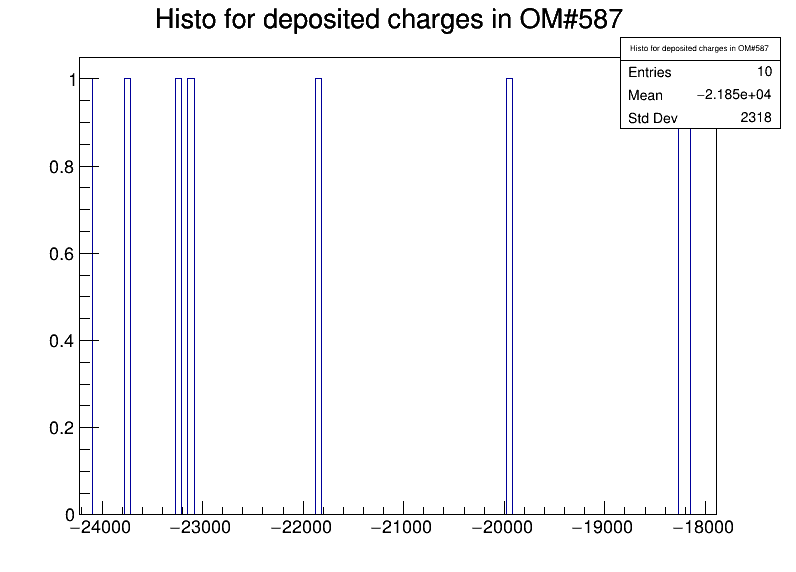 Histo for deposited charges in OM#587
Histo for deposited charges in OM#587
Entries 10
Mean −2.185e+04
Std Dev 2318
1
0.8
0.6
0.4
0.2
0
−24000 −23000 −22000 −21000 −20000 −19000 −18000